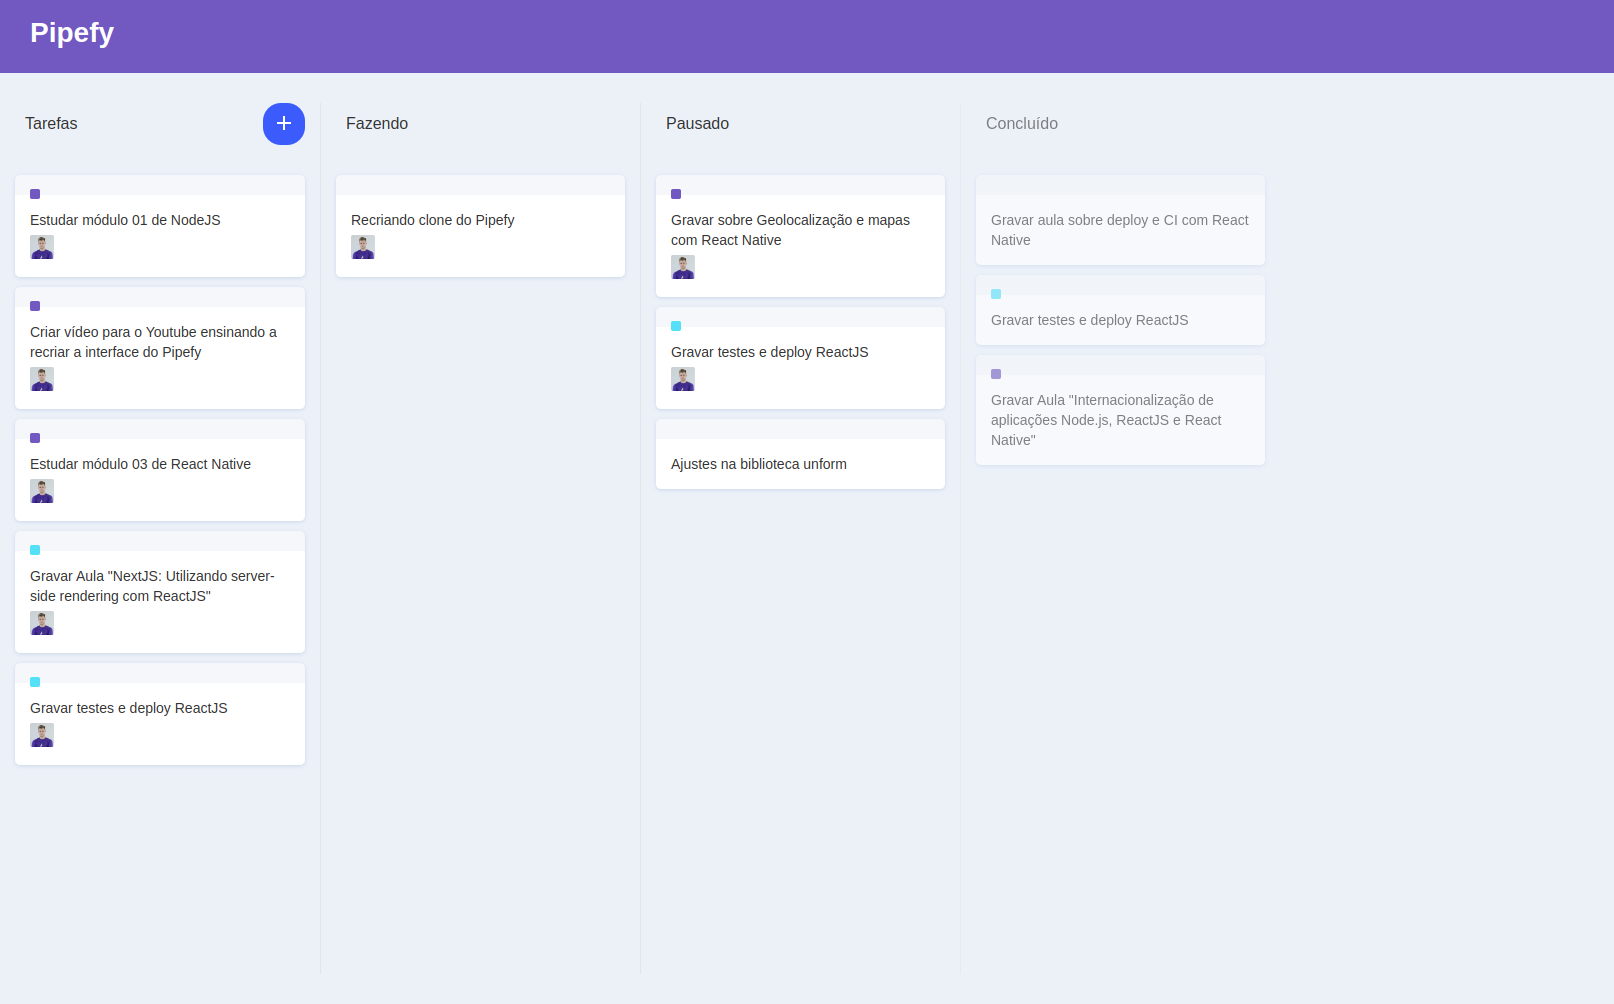 Pipefy
Tarefas
Estudar módulo 01 de NodeJS
Criar vídeo para o Youtube ensinando a
recriar a interface do Pipefy
Estudar módulo 03 de React Native
Gravar Aula "NextJS: Utilizando server-
side rendering com ReactJS"
Gravar testes e deploy ReactJS
Fazendo
Recriando clone do Pipefy
Pausado
Gravar sobre Geolocalização e mapas
com React Native
Gravar testes e deploy ReactJS
Ajustes na biblioteca unform
Concluído
Gravar aula sobre deploy e CI com React
Native
Gravar testes e deploy ReactJS
Gravar Aula "Internacionalização de
aplicações Node.js, ReactJS e React
Native"